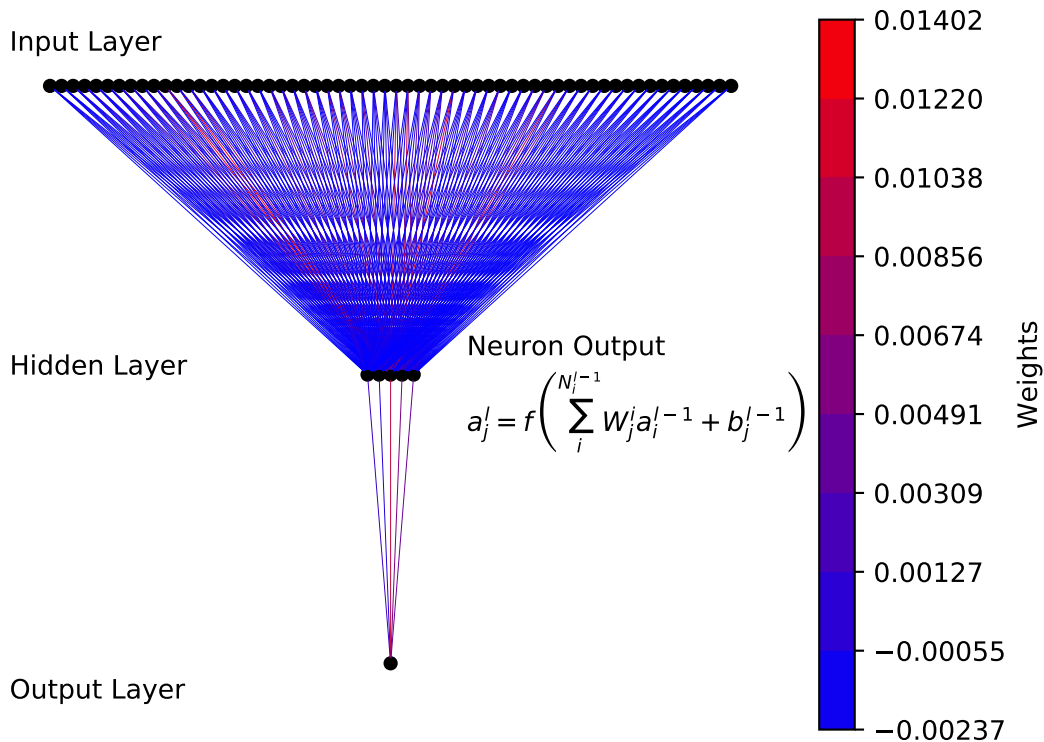 Input Layer
Hidden Layer
Neuron Output
a_j^l = f(∑_i^{N_i^{l−1}} W_j^i a_i^{l−1} + b_j^{l−1})
Output Layer
0.01402
0.01220
0.01038
0.00856
0.00674
0.00491
0.00309
0.00127
−0.00055
−0.00237
Weights